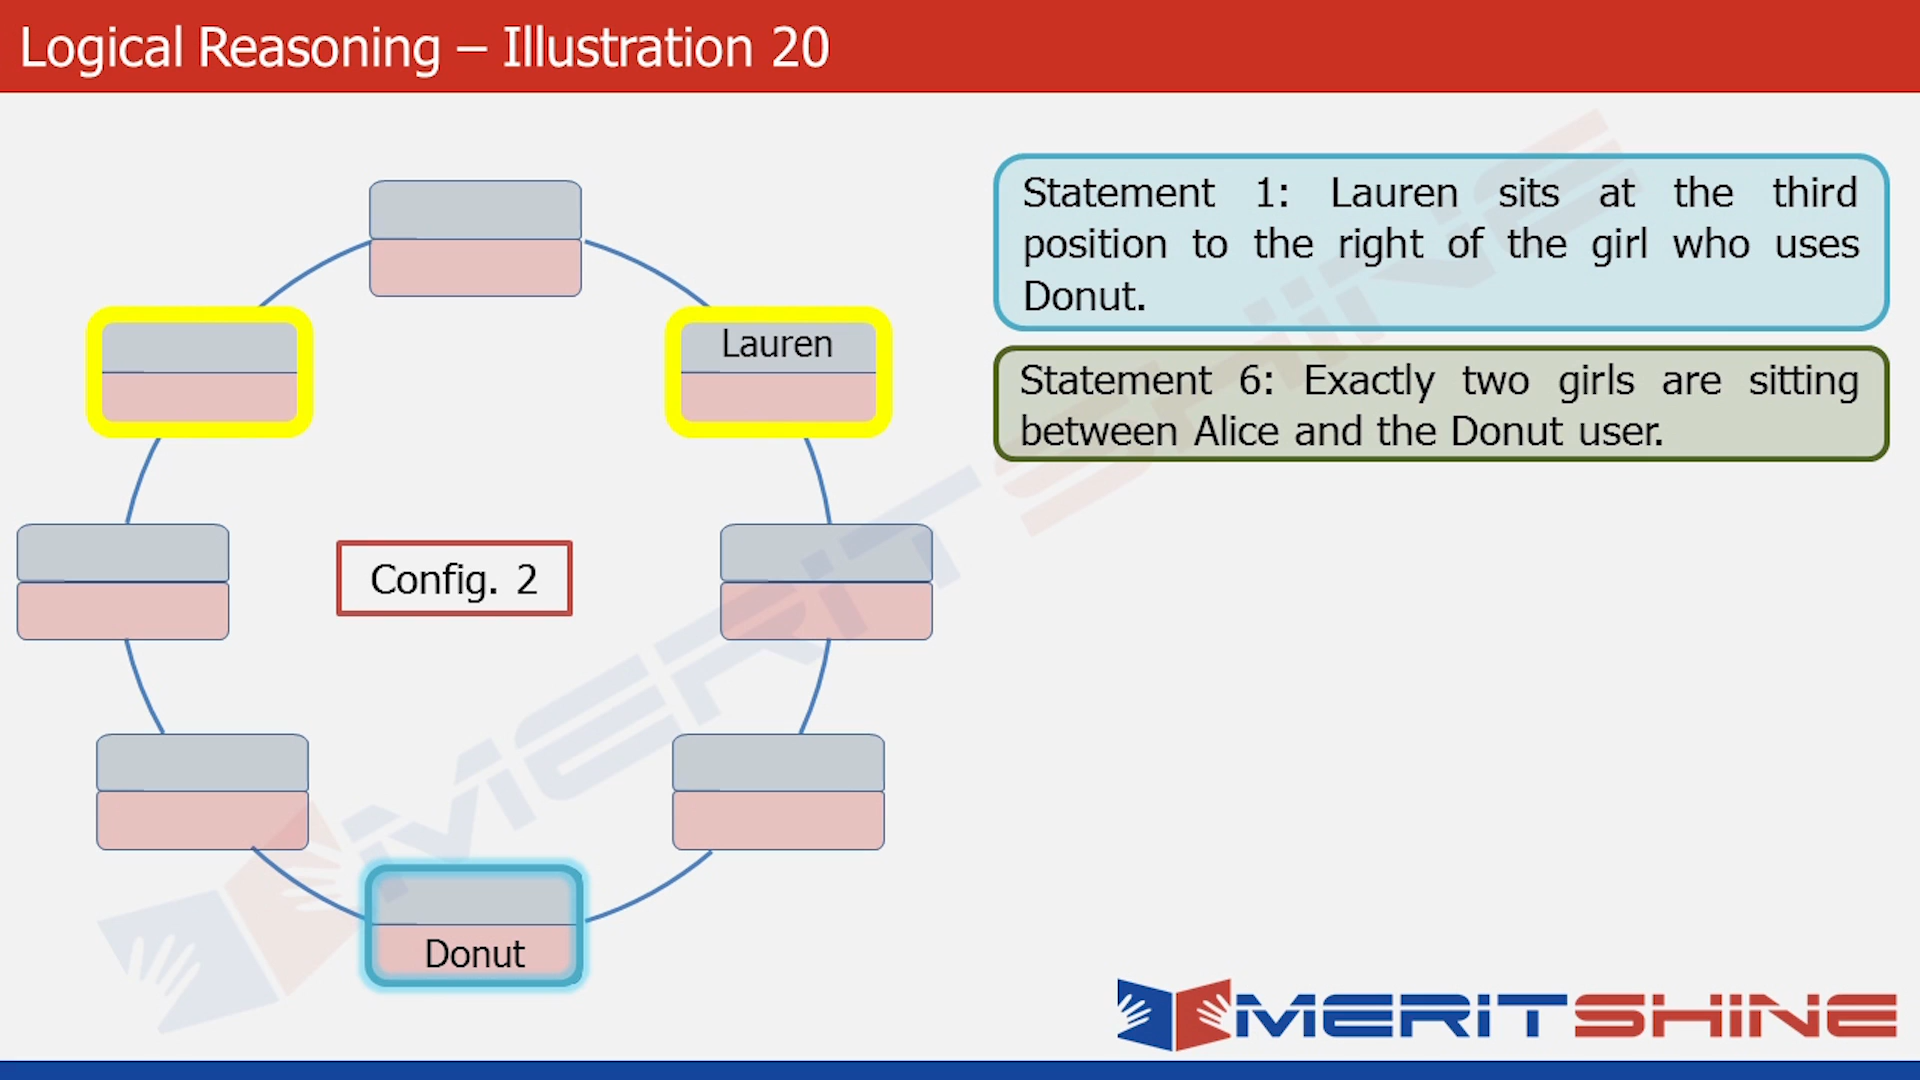 Logical Reasoning – Illustration 20
Statement 1: Lauren sits at the third
position to the right of the girl who uses
Donut.
Statement 6: Exactly two girls are sitting
between Alice and the Donut user.
Lauren
Config. 2
Donut
MERITSHINE
MERITSHINE